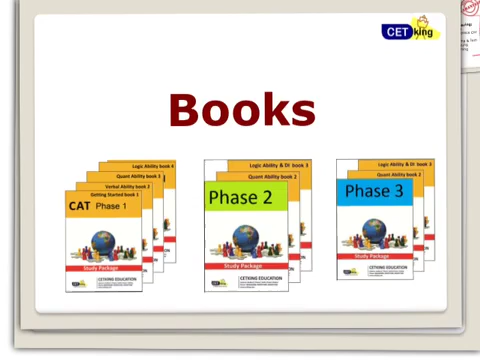 CET king
Books
Logic Ability book 4
Quant Ability book 3
Verbal Ability book 2
Getting Started book 1
CAT Phase 1
Study Package
CETKING EDUCATION
Logic Ability & DI book 3
Quant Ability book 2
Phase 2
Study Package
CETKING EDUCATION
Logic Ability & DI book 3
Quant Ability book 2
Phase 3
Study Package
CETKING EDUCATION